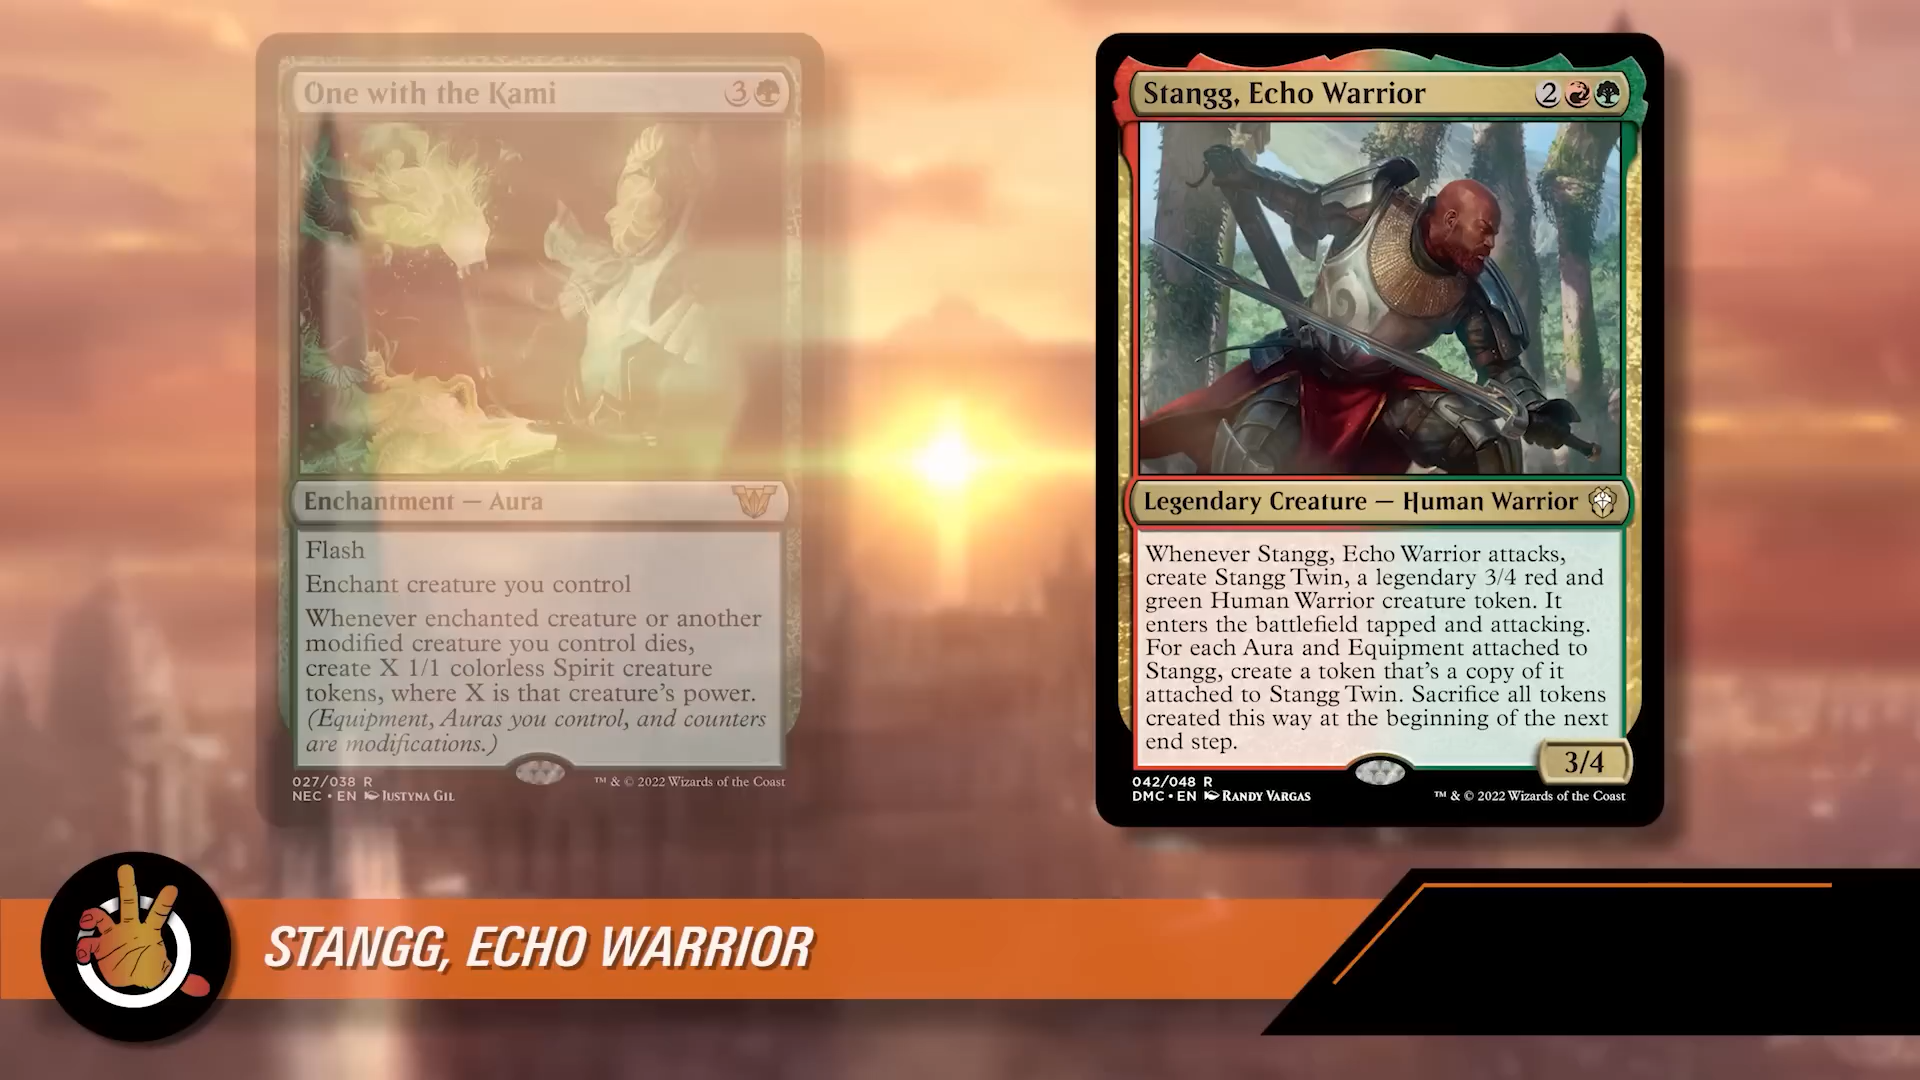 One with the Kami 3
Enchantment — Aura
Flash
Enchant creature you control
Whenever enchanted creature or another
modified creature you control dies,
create X 1/1 colorless Spirit creature
tokens, where X is that creature's power.
(Equipment, Auras you control, and counters
are modifications.)
027/038 R
NEC • EN JUSTYNA GIL
™ & © 2022 Wizards of the Coast
Stangg, Echo Warrior 2
Legendary Creature — Human Warrior
Whenever Stangg, Echo Warrior attacks,
create Stangg Twin, a legendary 3/4 red and
green Human Warrior creature token. It
enters the battlefield tapped and attacking.
For each Aura and Equipment attached to
Stangg, create a token that's a copy of it
attached to Stangg Twin. Sacrifice all tokens
created this way at the beginning of the next
end step.
3/4
042/048 R
DMC • EN RANDY VARGAS
™ & © 2022 Wizards of the Coast
STANGG, ECHO WARRIOR